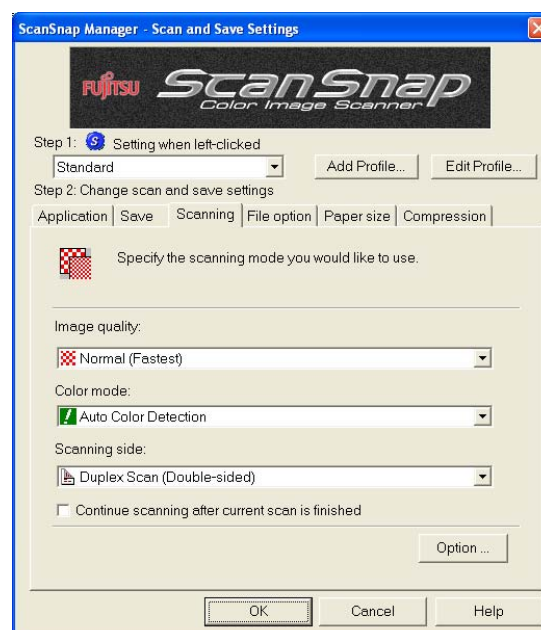 ScanSnap Manager - Scan and Save Settings
FUJITSU ScanSnap
Color Image Scanner
Step 1: S Setting when left-clicked
Standard Add Profile... Edit Profile...
Step 2: Change scan and save settings
Application Save Scanning File option Paper size Compression
Specify the scanning mode you would like to use.
Image quality:
Normal (Fastest)
Color mode:
Auto Color Detection
Scanning side:
Duplex Scan (Double-sided)
Continue scanning after current scan is finished
Option ...
OK Cancel Help